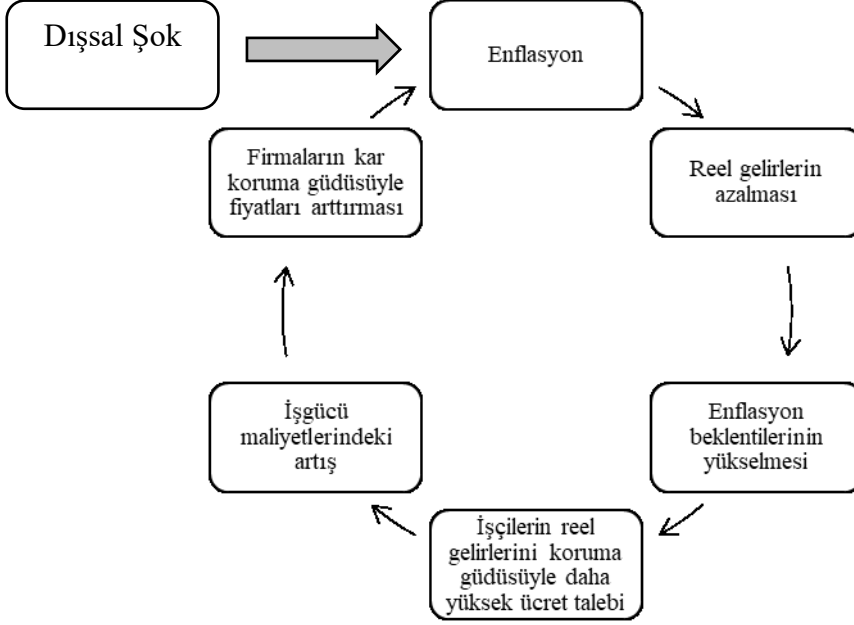 Dışsal Şok
Enflasyon
Reel gelirlerin
azalması
Enflasyon
beklentilerinin
yükselmesi
İşçilerin reel
gelirlerini koruma
güdüsüyle daha
yüksek ücret talebi
İşgücü
maliyetlerindeki
artış
Firmaların kar
koruma güdüsüyle
fiyatları arttırması